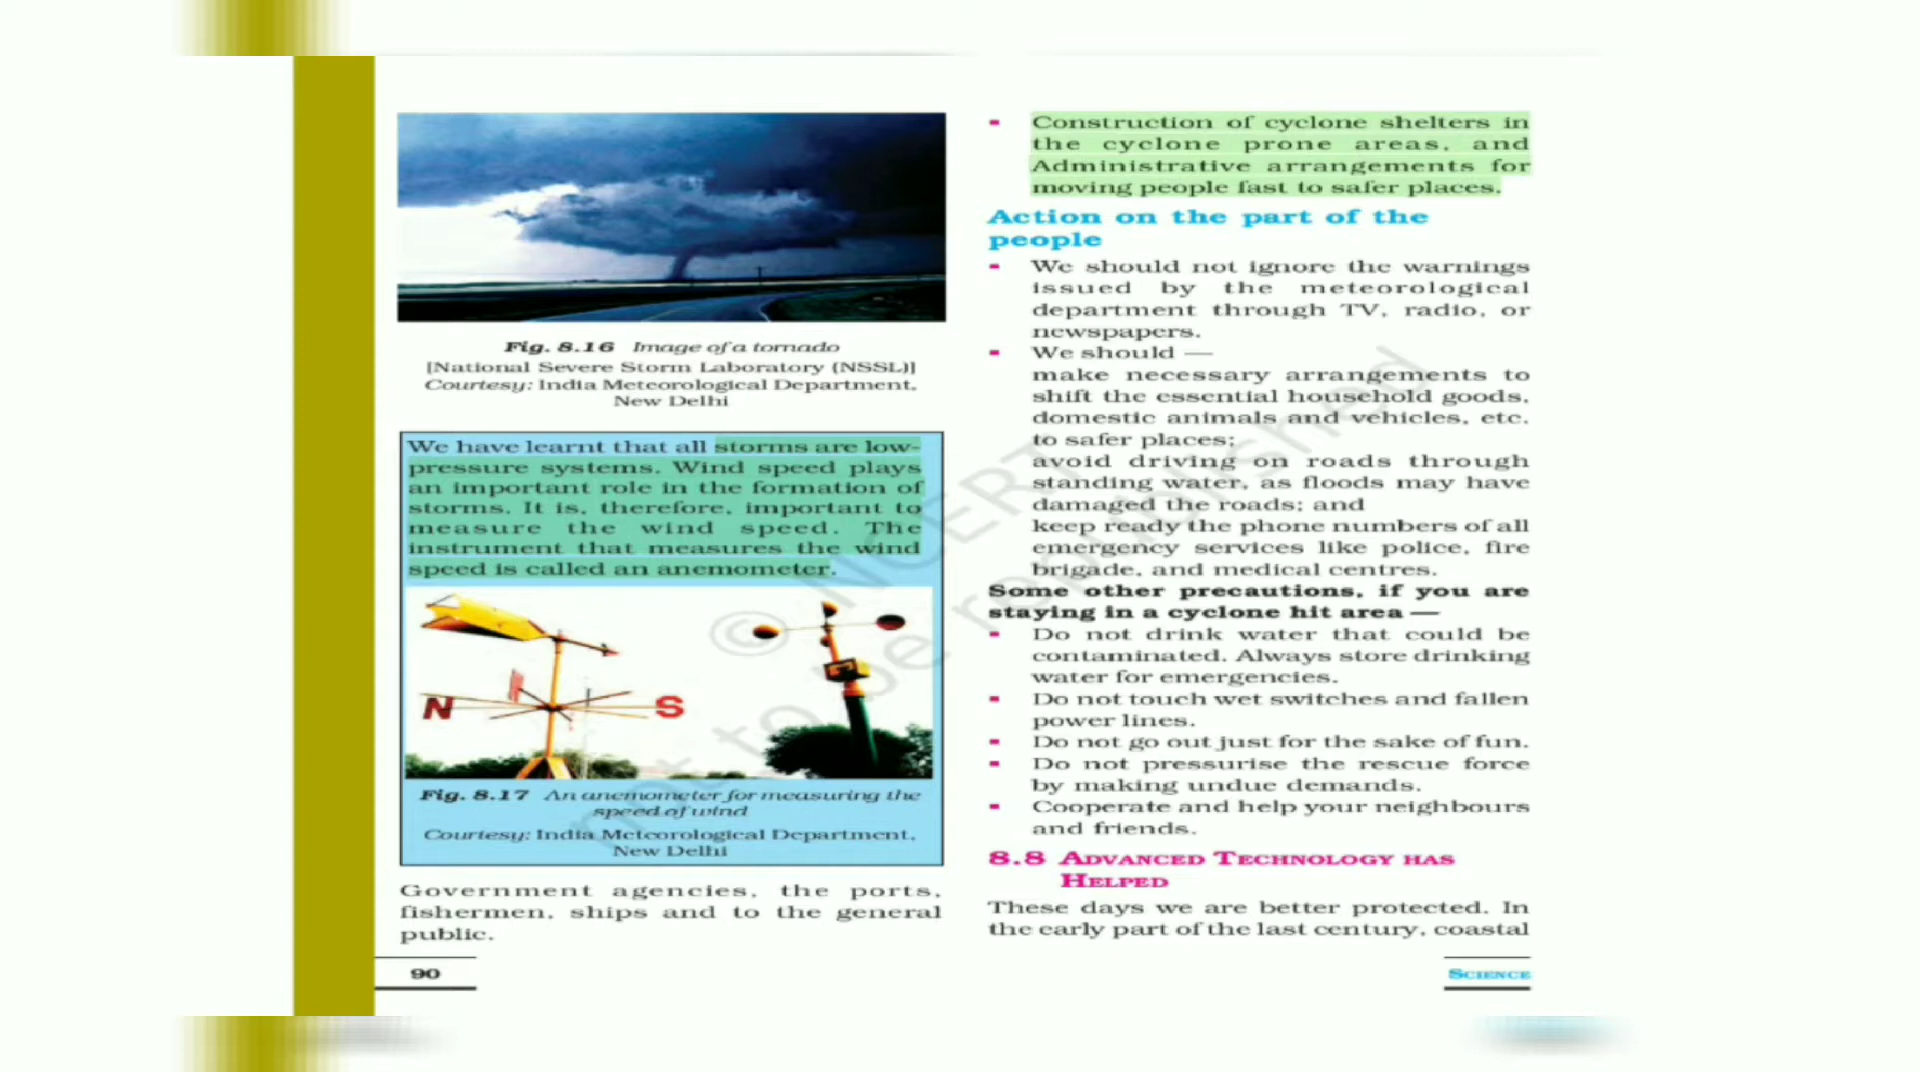 Fig. 8.16 Image of a tornado
[National Severe Storm Laboratory (NSSL)]
Courtesy: India Meteorological Department,
New Delhi
We have learnt that all storms are low-
pressure systems. Wind speed plays
an important role in the formation of
storms. It is, therefore, important to
measure the wind speed. The
instrument that measures the wind
speed is called an anemometer.
N S
Fig. 8.17 An anemometer for measuring the
speed of wind
Courtesy: India Meteorological Department,
New Delhi
Government agencies, the ports,
fishermen, ships and to the general
public.
90
Construction of cyclone shelters in
the cyclone prone areas, and
Administrative arrangements for
moving people fast to safer places.
Action on the part of the
people
We should not ignore the warnings
issued by the meteorological
department through TV, radio, or
newspapers.
We should —
make necessary arrangements to
shift the essential household goods,
domestic animals and vehicles, etc.
to safer places;
avoid driving on roads through
standing water, as floods may have
damaged the roads; and
keep ready the phone numbers of all
emergency services like police, fire
brigade, and medical centres.
Some other precautions, if you are
staying in a cyclone hit area —
Do not drink water that could be
contaminated. Always store drinking
water for emergencies.
Do not touch wet switches and fallen
power lines.
Do not go out just for the sake of fun.
Do not pressurise the rescue force
by making undue demands.
Cooperate and help your neighbours
and friends.
8.8 ADVANCED TECHNOLOGY HAS
HELPED
These days we are better protected. In
the early part of the last century, coastal
SCIENCE
© NCERT
not to be republished